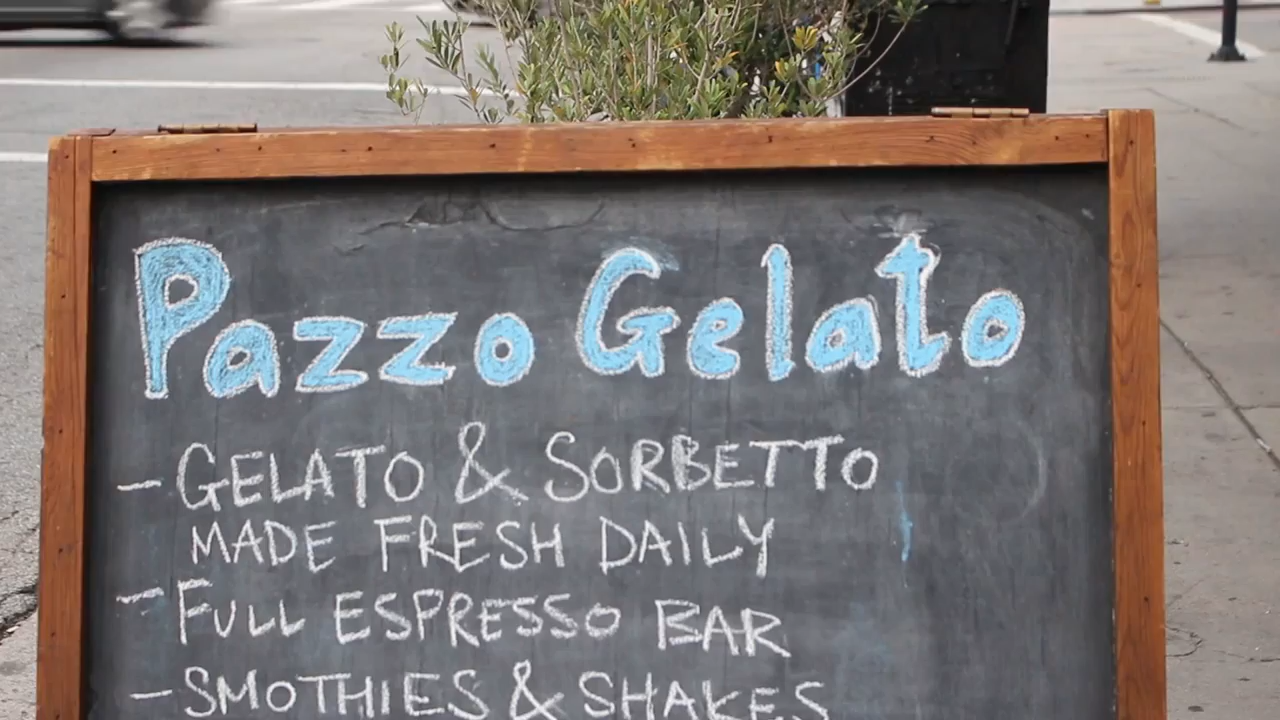 Pazzo Gelato
- GELATO & SORBETTO
MADE FRESH DAILY
- FULL ESPRESSO BAR
- SMOTHIES & SHAKES